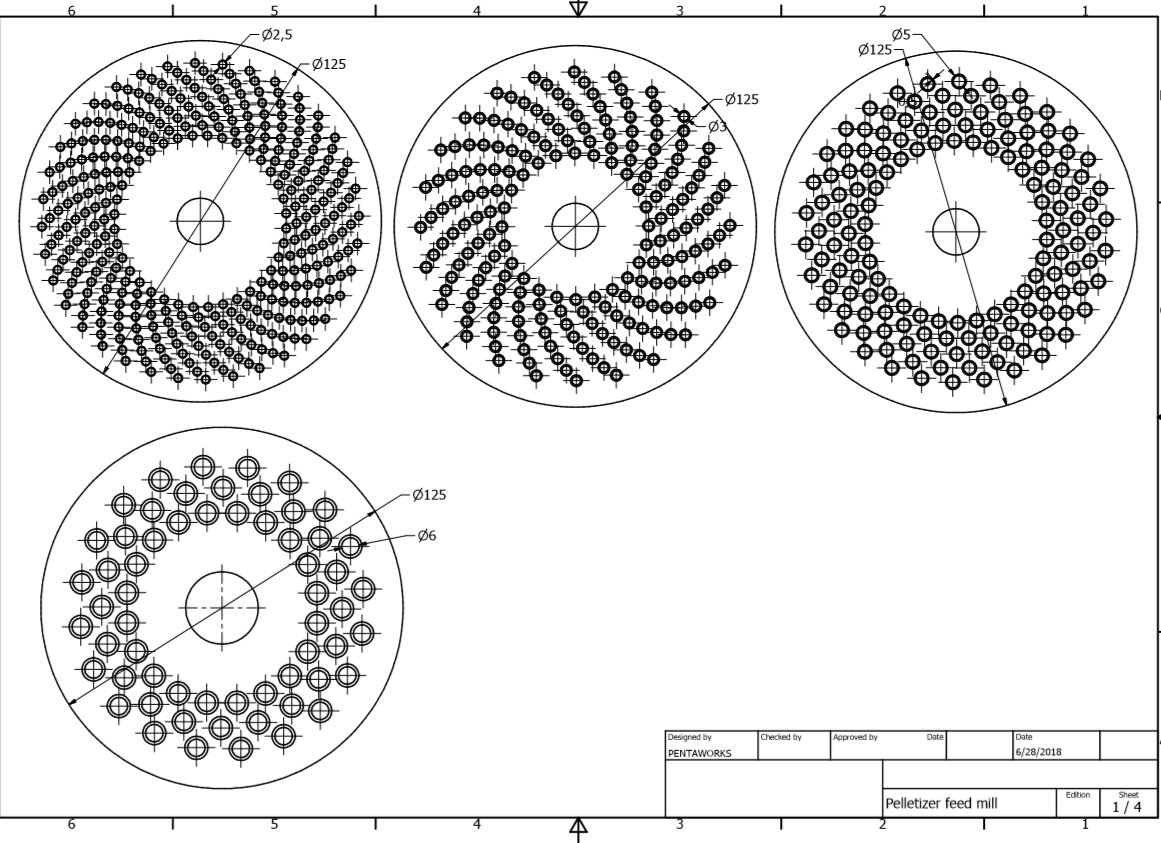 6 5 4 3 2 1
Ø2,5
Ø125
Ø125
Ø3
Ø5
Ø125
Ø125
Ø6
Designed by Checked by Approved by Date Date
PENTAWORKS 6/28/2018
Pelletizer feed mill Edition Sheet
1 / 4
6 5 4 3 2 1